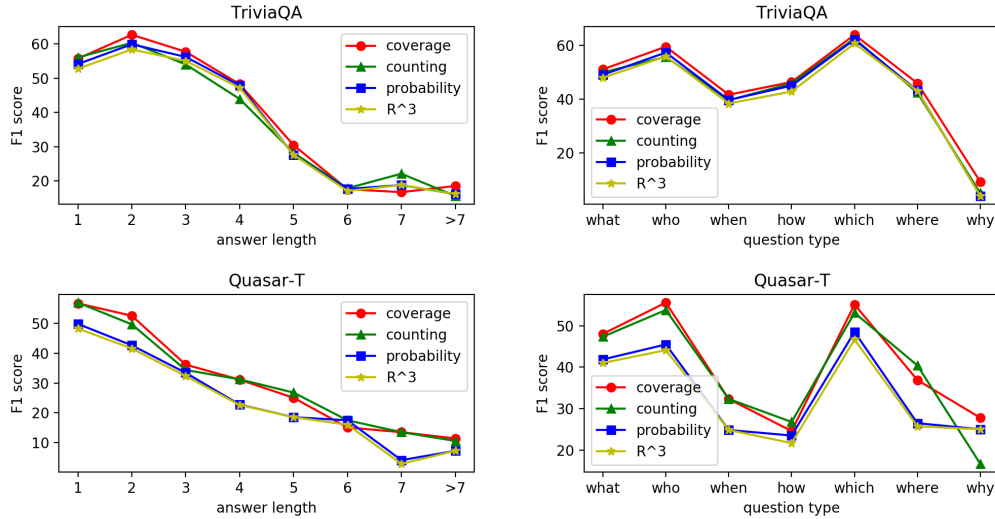 TriviaQA
F1 score
60
50
40
30
20
coverage
counting
probability
R^3
1 2 3 4 5 6 7 >7
answer length
TriviaQA
F1 score
60
40
20
coverage
counting
probability
R^3
what who when how which where why
question type
Quasar-T
F1 score
50
40
30
20
10
coverage
counting
probability
R^3
1 2 3 4 5 6 7 >7
answer length
Quasar-T
F1 score
50
40
30
20
coverage
counting
probability
R^3
what who when how which where why
question type